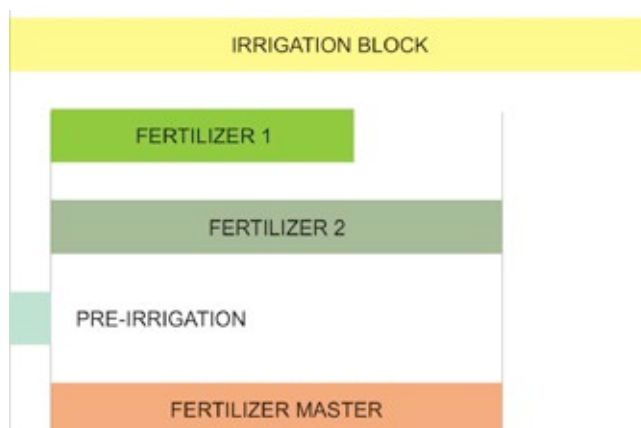 IRRIGATION BLOCK
FERTILIZER 1
FERTILIZER 2
PRE-IRRIGATION
FERTILIZER MASTER